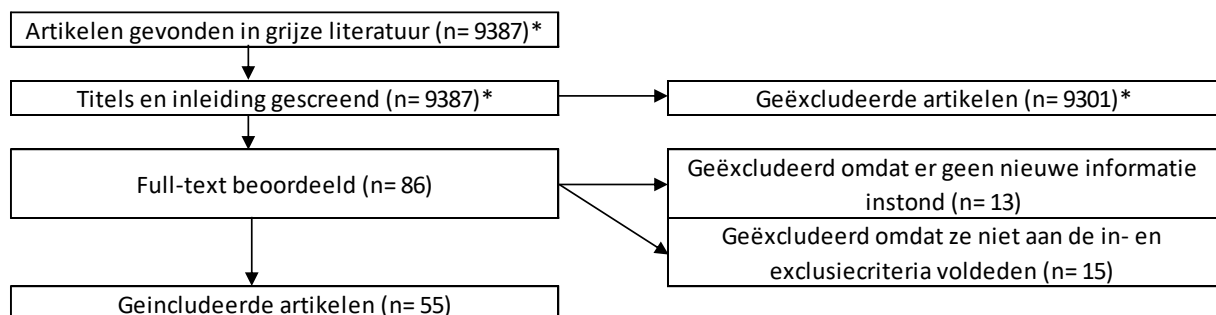 Artikelen gevonden in grijze literatuur (n= 9387)*
Titels en inleiding gescreend (n= 9387)*
Geëxcludeerde artikelen (n= 9301)*
Full-text beoordeeld (n= 86)
Geëxcludeerd omdat er geen nieuwe informatie
instond (n= 13)
Geëxcludeerd omdat ze niet aan de in- en
exclusiecriteria voldeden (n= 15)
Geincludeerde artikelen (n= 55)